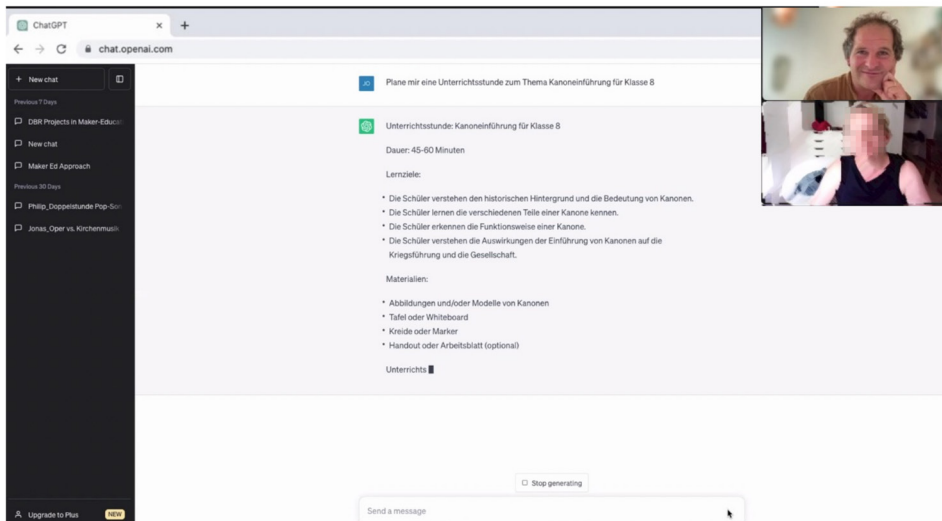 ChatGPT
chat.openai.com
New chat
Previous 7 Days
DBR Projects in Maker-Educat
New chat
Maker Ed Approach
Previous 30 Days
Philip_Doppelstunde Pop-Son
Jonas_Oper vs. Kirchenmusik
Upgrade to Plus
NEW
JO
Plane mir eine Unterrichtsstunde zum Thema Kanoneinführung für Klasse 8
Unterrichtsstunde: Kanoneinführung für Klasse 8
Dauer: 45-60 Minuten
Lernziele:
• Die Schüler verstehen den historischen Hintergrund und die Bedeutung von Kanonen.
• Die Schüler lernen die verschiedenen Teile einer Kanone kennen.
• Die Schüler erkennen die Funktionsweise einer Kanone.
• Die Schüler verstehen die Auswirkungen der Einführung von Kanonen auf die
Kriegsführung und die Gesellschaft.
Materialien:
• Abbildungen und/oder Modelle von Kanonen
• Tafel oder Whiteboard
• Kreide oder Marker
• Handout oder Arbeitsblatt (optional)
Unterrichts
Stop generating
Send a message